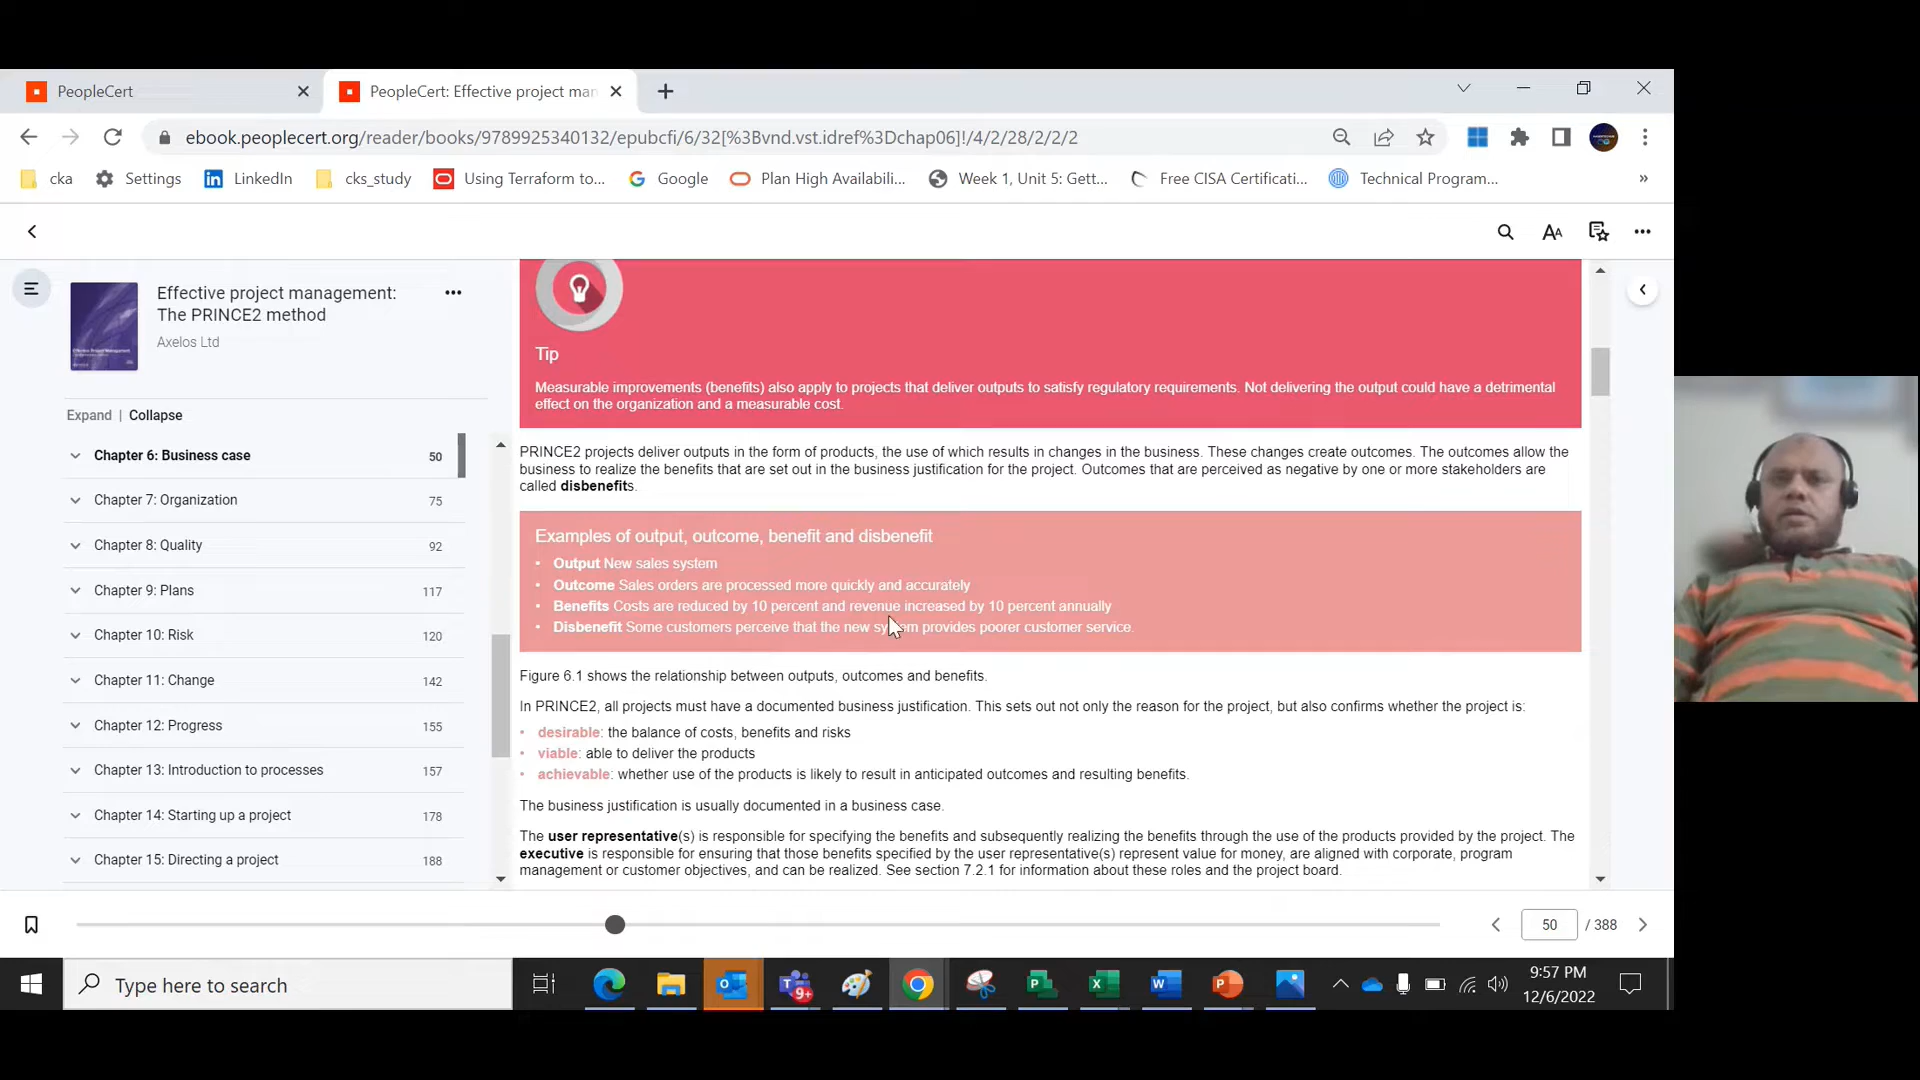 PeopleCert
PeopleCert: Effective project mar
ebook.peoplecert.org/reader/books/9789925340132/epubcfi/6/32[%3Bvnd.vst.idref%3Dchap06]!/4/2/28/2/2/2
cka
Settings
LinkedIn
cks_study
Using Terraform to...
Google
Plan High Availabili...
Week 1, Unit 5: Gett...
Free CISA Certificati...
Technical Program...
»
Effective project management:
The PRINCE2 method
Axelos Ltd
Expand | Collapse
Chapter 6: Business case 50
Chapter 7: Organization 75
Chapter 8: Quality 92
Chapter 9: Plans 117
Chapter 10: Risk 120
Chapter 11: Change 142
Chapter 12: Progress 155
Chapter 13: Introduction to processes 157
Chapter 14: Starting up a project 178
Chapter 15: Directing a project 188
Tip
Measurable improvements (benefits) also apply to projects that deliver outputs to satisfy regulatory requirements. Not delivering the output could have a detrimental
effect on the organization and a measurable cost.
PRINCE2 projects deliver outputs in the form of products, the use of which results in changes in the business. These changes create outcomes. The outcomes allow the
business to realize the benefits that are set out in the business justification for the project. Outcomes that are perceived as negative by one or more stakeholders are
called disbenefits.
Examples of output, outcome, benefit and disbenefit
• Output New sales system
• Outcome Sales orders are processed more quickly and accurately
• Benefits Costs are reduced by 10 percent and revenue increased by 10 percent annually
• Disbenefit Some customers perceive that the new system provides poorer customer service.
Figure 6.1 shows the relationship between outputs, outcomes and benefits.
In PRINCE2, all projects must have a documented business justification. This sets out not only the reason for the project, but also confirms whether the project is:
• desirable: the balance of costs, benefits and risks
• viable: able to deliver the products
• achievable: whether use of the products is likely to result in anticipated outcomes and resulting benefits.
The business justification is usually documented in a business case.
The user representative(s) is responsible for specifying the benefits and subsequently realizing the benefits through the use of the products provided by the project. The
executive is responsible for ensuring that those benefits specified by the user representative(s) represent value for money, are aligned with corporate, program
management or customer objectives, and can be realized. See section 7.2.1 for information about these roles and the project board.
50 / 388
Type here to search
9+
9:57 PM
12/6/2022